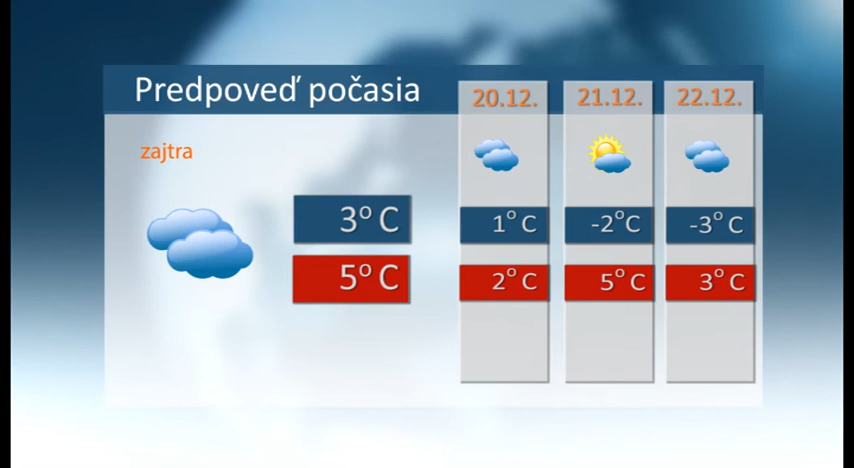 Predpoveď počasia
zajtra
3° C
5° C
20.12.
1° C
2° C
21.12.
-2°C
5° C
22.12.
-3° C
3° C